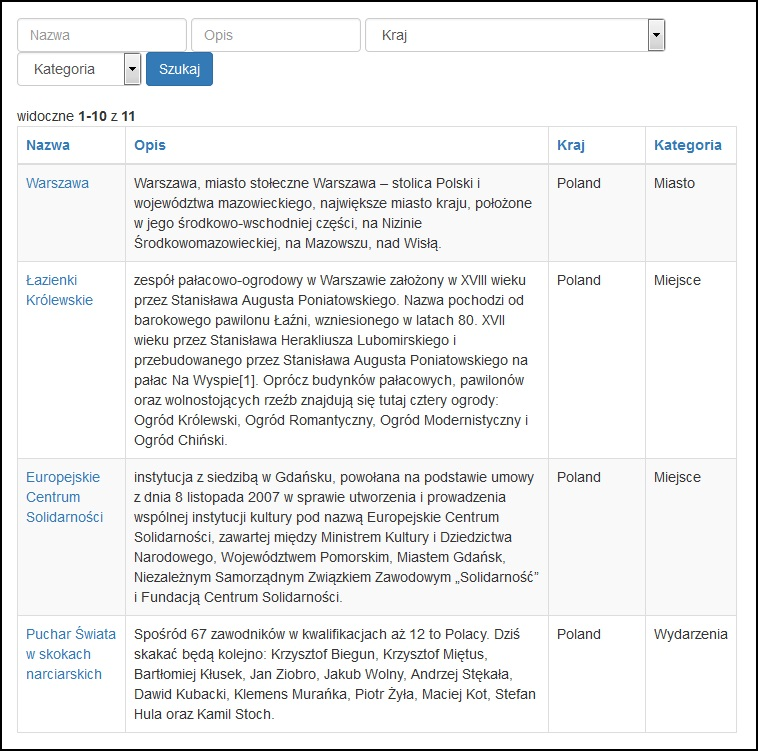 Nazwa Opis Kraj
Kategoria Szukaj
widoczne 1-10 z 11
Nazwa Opis Kraj Kategoria
Warszawa Warszawa, miasto stołeczne Warszawa – stolica Polski i Poland Miasto
województwa mazowieckiego, największe miasto kraju, położone
w jego środkowo-wschodniej części, na Nizinie
Środkowomazowieckiej, na Mazowszu, nad Wisłą.
Łazienki zespół pałacowo-ogrodowy w Warszawie założony w XVIII wieku Poland Miejsce
Królewskie przez Stanisława Augusta Poniatowskiego. Nazwa pochodzi od
barokowego pawilonu Łaźni, wzniesionego w latach 80. XVII
wieku przez Stanisława Herakliusza Lubomirskiego i
przebudowanego przez Stanisława Augusta Poniatowskiego na
pałac Na Wyspie[1]. Oprócz budynków pałacowych, pawilonów
oraz wolnostojących rzeźb znajdują się tutaj cztery ogrody:
Ogród Królewski, Ogród Romantyczny, Ogród Modernistyczny i
Ogród Chiński.
Europejskie instytucja z siedzibą w Gdańsku, powołana na podstawie umowy Poland Miejsce
Centrum z dnia 8 listopada 2007 w sprawie utworzenia i prowadzenia
Solidarności wspólnej instytucji kultury pod nazwą Europejskie Centrum
Solidarności, zawartej między Ministrem Kultury i Dziedzictwa
Narodowego, Województwem Pomorskim, Miastem Gdańsk,
Niezależnym Samorządnym Związkiem Zawodowym „Solidarność”
i Fundacją Centrum Solidarności.
Puchar Świata Spośród 67 zawodników w kwalifikacjach aż 12 to Polacy. Dziś Poland Wydarzenia
w skokach skakać będą kolejno: Krzysztof Biegun, Krzysztof Miętus,
narciarskich Bartłomiej Kłusek, Jan Ziobro, Jakub Wolny, Andrzej Stękała,
Dawid Kubacki, Klemens Murańka, Piotr Żyła, Maciej Kot, Stefan
Hula oraz Kamil Stoch.